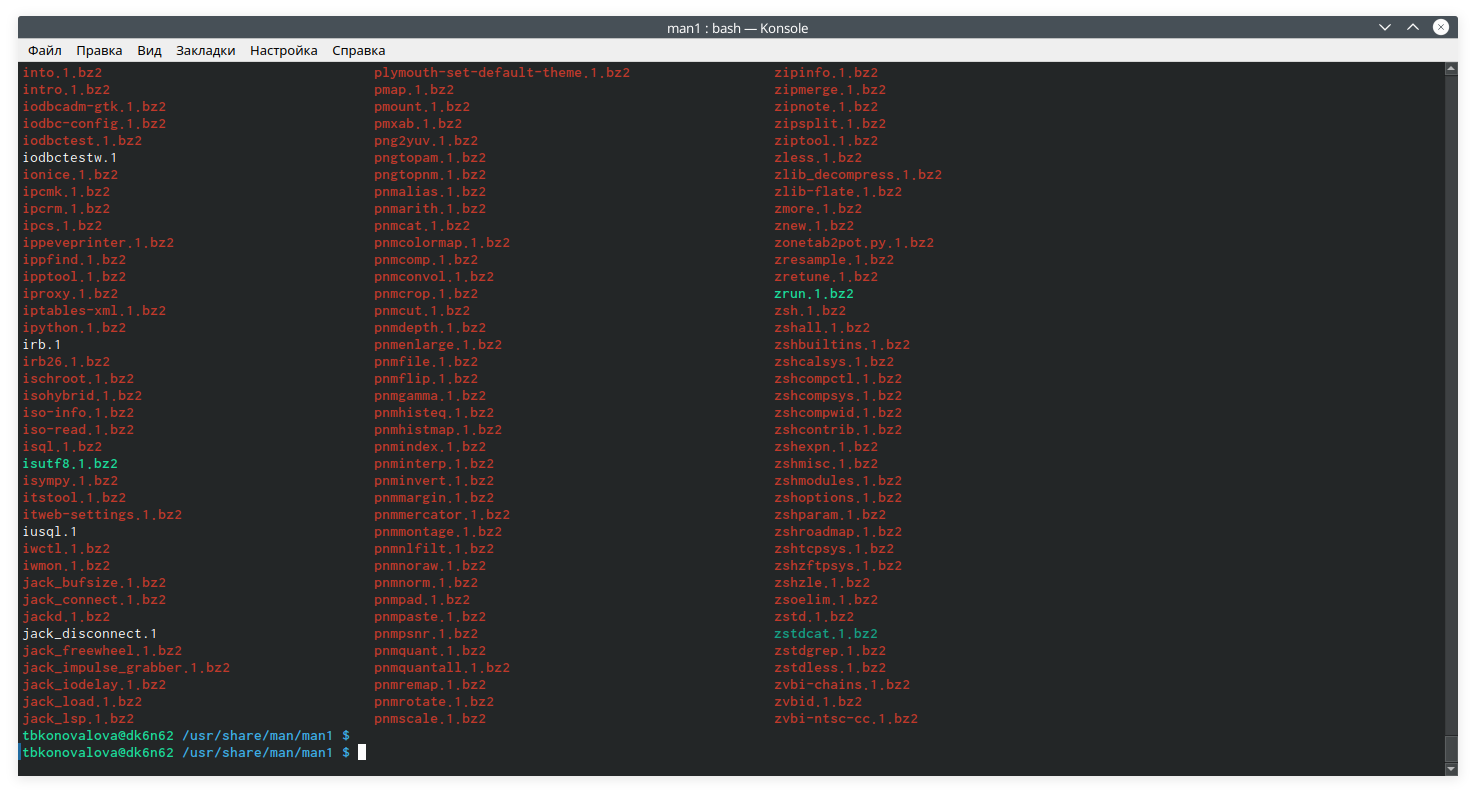 man1 : bash — Konsole
Файл Правка Вид Закладки Настройка Справка
into.1.bz2 plymouth-set-default-theme.1.bz2 zipinfo.1.bz2
intro.1.bz2 pmap.1.bz2 zipmerge.1.bz2
iodbcadm-gtk.1.bz2 pmount.1.bz2 zipnote.1.bz2
iodbc-config.1.bz2 pmxab.1.bz2 zipsplit.1.bz2
iodbctest.1.bz2 png2yuv.1.bz2 ziptool.1.bz2
iodbctestw.1 pngtopam.1.bz2 zless.1.bz2
ionice.1.bz2 pngtopnm.1.bz2 zlib_decompress.1.bz2
ipcmk.1.bz2 pnmalias.1.bz2 zlib-flate.1.bz2
ipcrm.1.bz2 pnmarith.1.bz2 zmore.1.bz2
ipcs.1.bz2 pnmcat.1.bz2 znew.1.bz2
ippeveprinter.1.bz2 pnmcolormap.1.bz2 zonetab2pot.py.1.bz2
ippfind.1.bz2 pnmcomp.1.bz2 zresample.1.bz2
ipptool.1.bz2 pnmconvol.1.bz2 zretune.1.bz2
iproxy.1.bz2 pnmcrop.1.bz2 zrun.1.bz2
iptables-xml.1.bz2 pnmcut.1.bz2 zsh.1.bz2
ipython.1.bz2 pnmdepth.1.bz2 zshall.1.bz2
irb.1 pnmenlarge.1.bz2 zshbuiltins.1.bz2
irb26.1.bz2 pnmfile.1.bz2 zshcalsys.1.bz2
ischroot.1.bz2 pnmflip.1.bz2 zshcompctl.1.bz2
isohybrid.1.bz2 pnmgamma.1.bz2 zshcompsys.1.bz2
iso-info.1.bz2 pnmhisteq.1.bz2 zshcompwid.1.bz2
iso-read.1.bz2 pnmhistmap.1.bz2 zshcontrib.1.bz2
isql.1.bz2 pnmindex.1.bz2 zshexpn.1.bz2
isutf8.1.bz2 pnminterp.1.bz2 zshmisc.1.bz2
isympy.1.bz2 pnminvert.1.bz2 zshmodules.1.bz2
itstool.1.bz2 pnmmargin.1.bz2 zshoptions.1.bz2
itweb-settings.1.bz2 pnmmercator.1.bz2 zshparam.1.bz2
iusql.1 pnmmontage.1.bz2 zshroadmap.1.bz2
iwctl.1.bz2 pnmnlfilt.1.bz2 zshtcpsys.1.bz2
iwmon.1.bz2 pnmnoraw.1.bz2 zshzftpsys.1.bz2
jack_bufsize.1.bz2 pnmnorm.1.bz2 zshzle.1.bz2
jack_connect.1.bz2 pnmpad.1.bz2 zsoelim.1.bz2
jackd.1.bz2 pnmpaste.1.bz2 zstd.1.bz2
jack_disconnect.1 pnmpsnr.1.bz2 zstdcat.1.bz2
jack_freewheel.1.bz2 pnmquant.1.bz2 zstdgrep.1.bz2
jack_impulse_grabber.1.bz2 pnmquantall.1.bz2 zstdless.1.bz2
jack_iodelay.1.bz2 pnmremap.1.bz2 zvbi-chains.1.bz2
jack_load.1.bz2 pnmrotate.1.bz2 zvbid.1.bz2
jack_lsp.1.bz2 pnmscale.1.bz2 zvbi-ntsc-cc.1.bz2
tbkonovalova@dk6n62 /usr/share/man/man1 $
tbkonovalova@dk6n62 /usr/share/man/man1 $